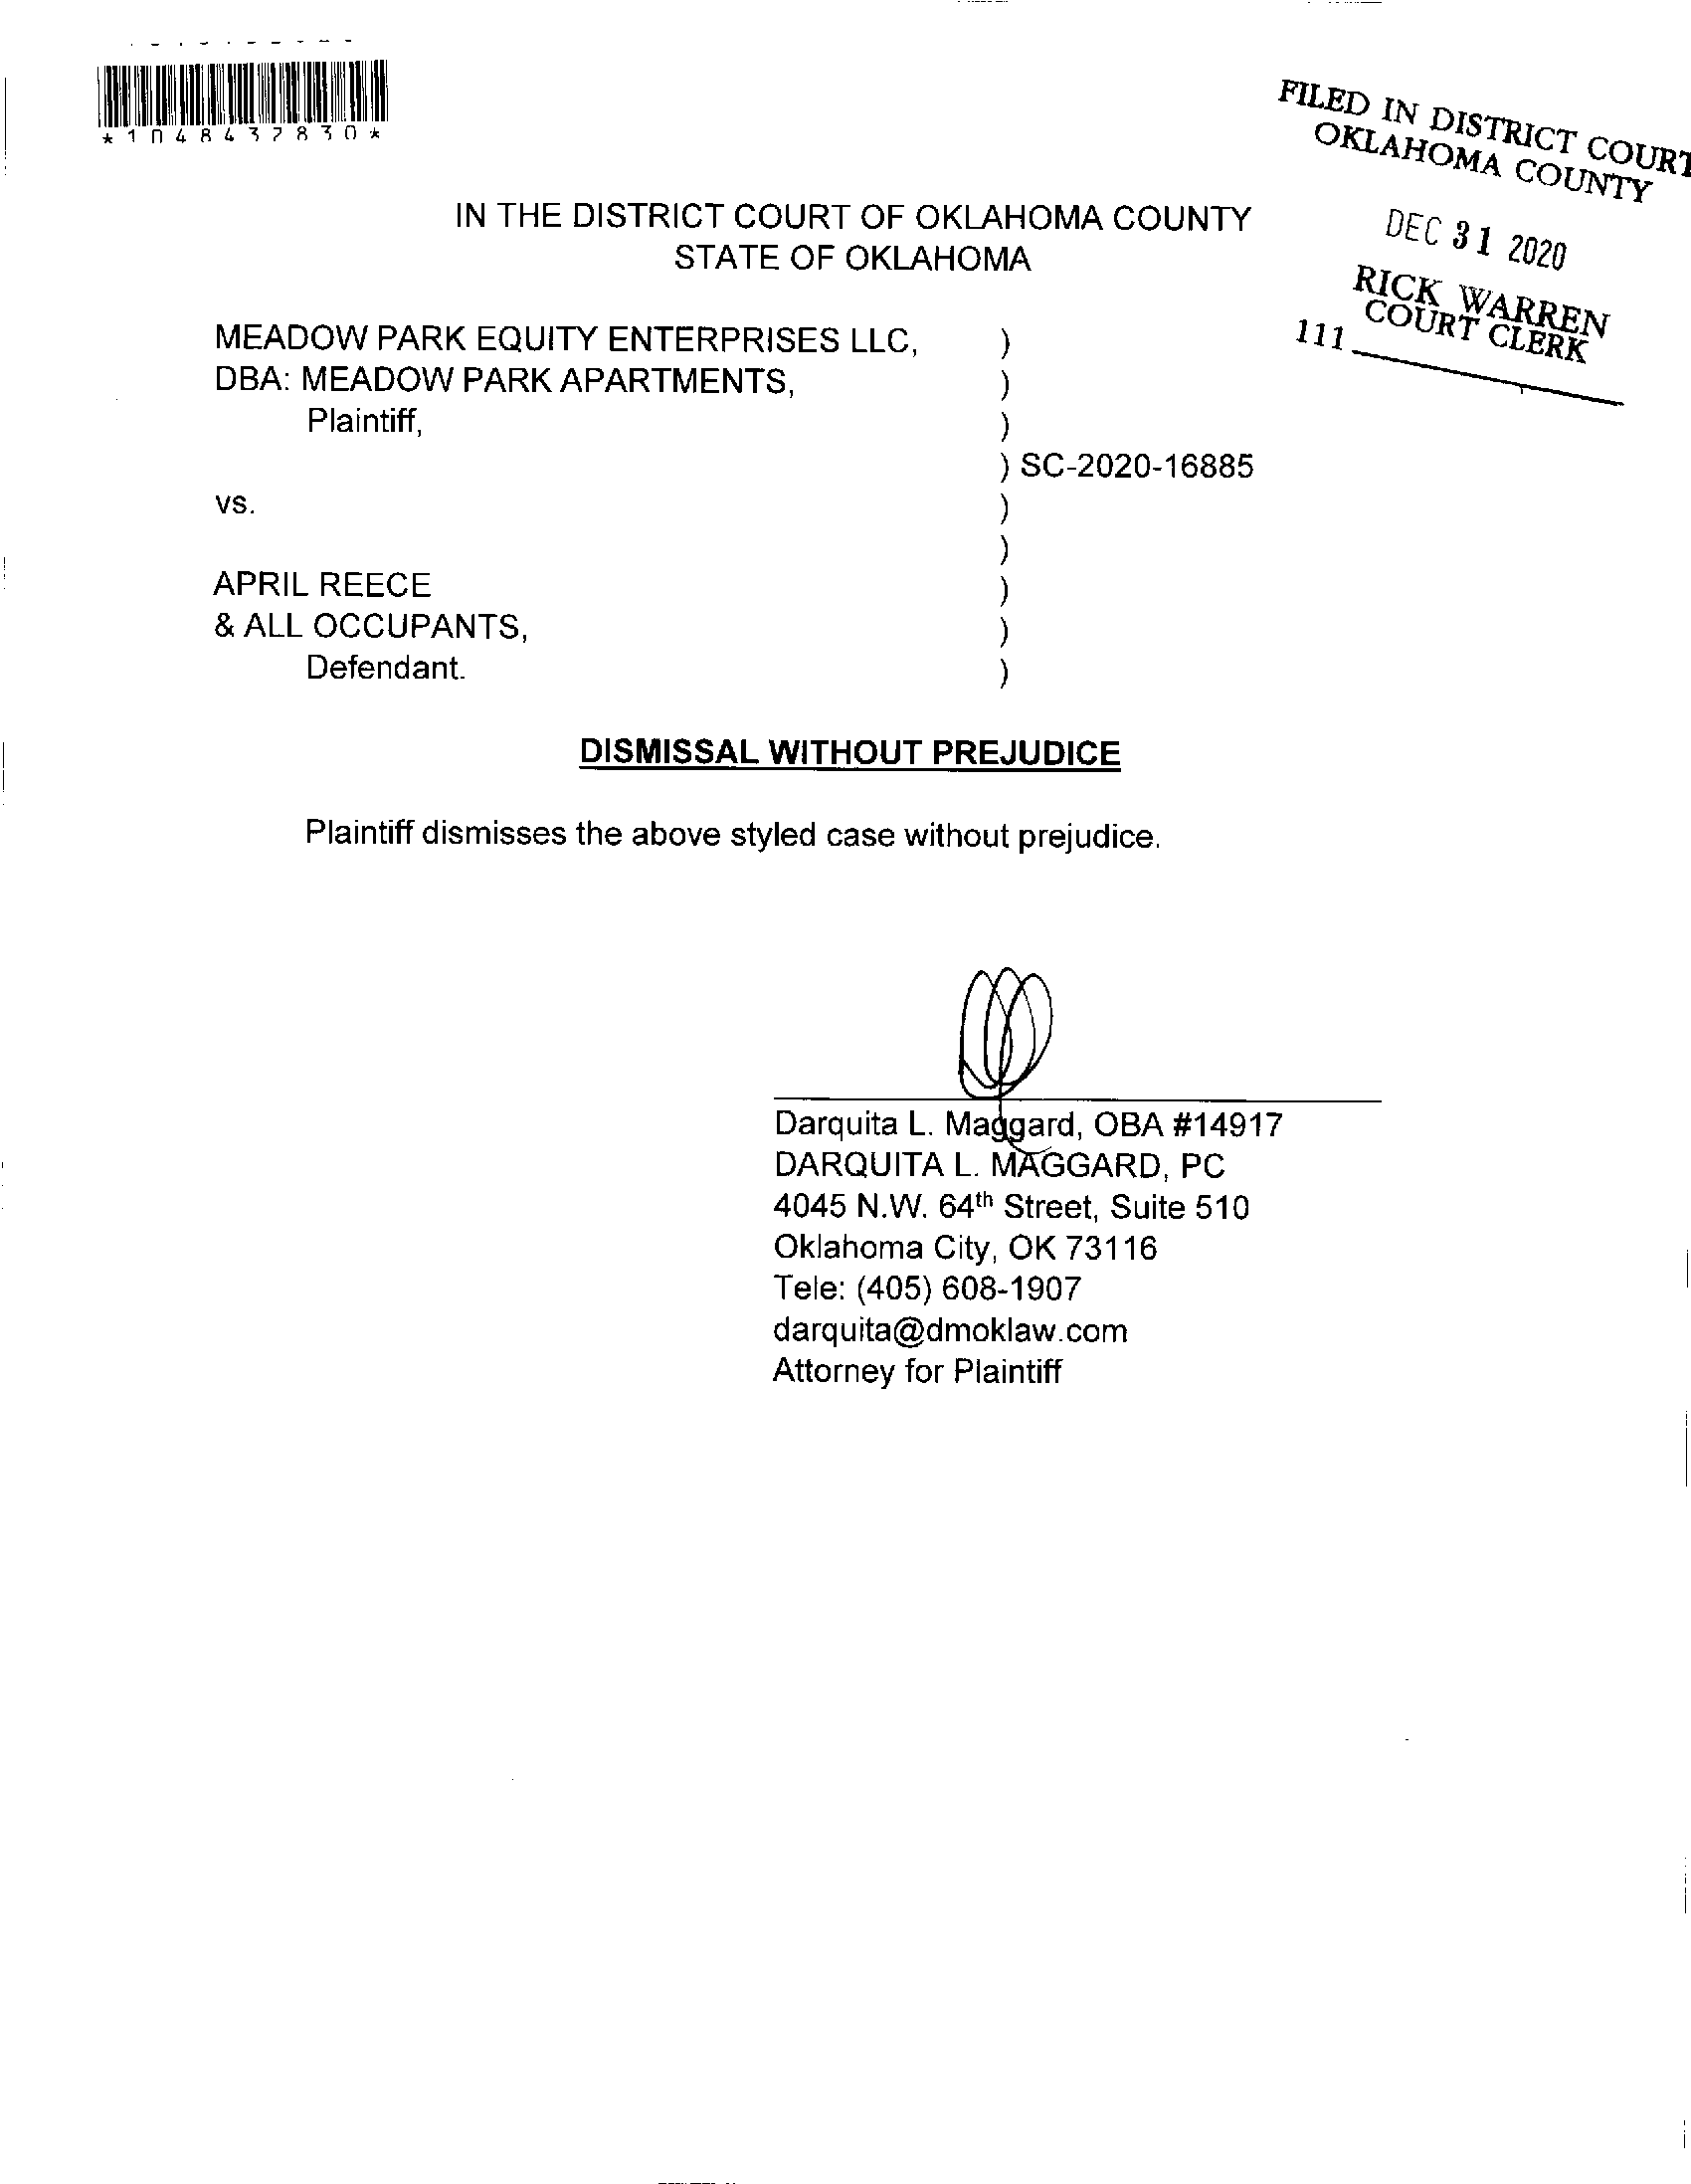 *1048437830*
FILED IN DISTRICT COURT
OKLAHOMA COUNTY
DEC 31 2020
RICK WARREN
COURT CLERK
111
IN THE DISTRICT COURT OF OKLAHOMA COUNTY
STATE OF OKLAHOMA
MEADOW PARK EQUITY ENTERPRISES LLC, )
DBA: MEADOW PARK APARTMENTS, )
Plaintiff, )
) SC-2020-16885
vs. )
)
APRIL REECE )
& ALL OCCUPANTS, )
Defendant. )
DISMISSAL WITHOUT PREJUDICE
Plaintiff dismisses the above styled case without prejudice.
Darquita L. Maggard, OBA #14917
DARQUITA L. MAGGARD, PC
4045 N.W. 64th Street, Suite 510
Oklahoma City, OK 73116
Tele: (405) 608-1907
darquita@dmoklaw.com
Attorney for Plaintiff